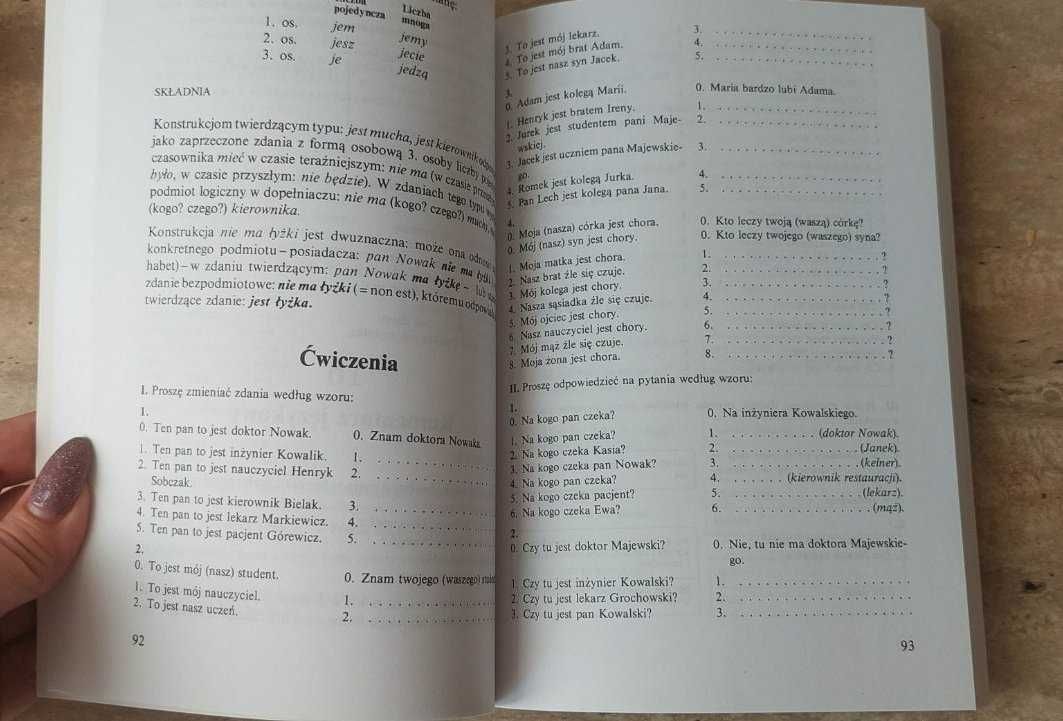 pojedyncza Liczba
mnoga
1. os. jem jemy
2. os. jesz jecie
3. os. je jedzą
SKŁADNIA
Konstrukcjom twierdzącym typu: jest mucha, jest kierownik
jako zaprzeczone zdania z formą osobową 3. osoby liczby
czasownika mieć w czasie teraźniejszym: nie ma (w czasie
było, w czasie przyszłym: nie będzie). W zdaniach tego typu
podmiot logiczny w dopełniaczu: nie ma (kogo? czego?) muchy,
(kogo? czego?) kierownika.
Konstrukcja nie ma łyżki jest dwuznaczna; może ona
konkretnego podmiotu – posiadacza: pan Nowak nie ma łyżki
habet) – w zdaniu twierdzącym: pan Nowak ma łyżkę – lub
zdanie bezpodmiotowe: nie ma łyżki (= non est), któremu
twierdzące zdanie: jest łyżka.
Ćwiczenia
I. Proszę zmieniać zdania według wzoru:
1.
0. Ten pan to jest doktor Nowak. 0. Znam doktora Nowaka.
1. Ten pan to jest inżynier Kowalik. 1. . . . . . . . . . . . .
2. Ten pan to jest nauczyciel Henryk 2. . . . . . . . . . . . .
Sobczak.
3. Ten pan to jest kierownik Bielak. 3. . . . . . . . . . . . .
4. Ten pan to jest lekarz Markiewicz. 4. . . . . . . . . . . . .
5. Ten pan to jest pacjent Górewicz. 5. . . . . . . . . . . . .
2.
0. To jest mój (nasz) student. 0. Znam twojego (waszego)
1. To jest mój nauczyciel. 1. . . . . . . . . . . . .
2. To jest nasz uczeń. 2. . . . . . . . . . . . .
92
3. To jest mój lekarz. 3. . . . . . . . . . . . .
4. To jest mój brat Adam. 4. . . . . . . . . . . . .
5. To jest nasz syn Jacek. 5. . . . . . . . . . . . .
3.
0. Adam jest kolegą Marii. 0. Maria bardzo lubi Adama.
1. Henryk jest bratem Ireny. 1. . . . . . . . . . . . .
2. Jurek jest studentem pani Maje- 2. . . . . . . . . . . . .
wskiej.
3. Jacek jest uczniem pana Majewskie- 3. . . . . . . . . . . . .
go.
4. Romek jest kolegą Jurka. 4. . . . . . . . . . . . .
5. Pan Lech jest kolegą pana Jana. 5. . . . . . . . . . . . .
4.
0. Moja (nasza) córka jest chora. 0. Kto leczy twoją (waszą) córkę?
0. Mój (nasz) syn jest chory. 0. Kto leczy twojego (waszego) syna?
1. Moja matka jest chora. 1. . . . . . . . . . . . . ?
2. Nasz brat źle się czuje. 2. . . . . . . . . . . . . ?
3. Mój kolega jest chory. 3. . . . . . . . . . . . . ?
4. Nasza sąsiadka źle się czuje. 4. . . . . . . . . . . . . ?
5. Mój ojciec jest chory. 5. . . . . . . . . . . . . ?
6. Nasz nauczyciel jest chory. 6. . . . . . . . . . . . . ?
7. Mój mąż źle się czuje. 7. . . . . . . . . . . . . ?
8. Moja żona jest chora. 8. . . . . . . . . . . . . ?
II. Proszę odpowiedzieć na pytania według wzoru:
1.
0. Na kogo pan czeka? 0. Na inżyniera Kowalskiego.
1. Na kogo pan czeka? 1. . . . . . . . . . . (doktor Nowak).
2. Na kogo czeka Kasia? 2. . . . . . . . . . . . . (Janek).
3. Na kogo czeka pan Nowak? 3. . . . . . . . . . . . . (kelner).
4. Na kogo pan czeka? 4. . . . . . . (kierownik restauracji).
5. Na kogo czeka pacjent? 5. . . . . . . . . . . . . (lekarz).
6. Na kogo czeka Ewa? 6. . . . . . . . . . . . . (mąż).
2.
0. Czy tu jest doktor Majewski? 0. Nie, tu nie ma doktora Majewskie-
go.
1. Czy tu jest inżynier Kowalski? 1. . . . . . . . . . . . .
2. Czy tu jest lekarz Grochowski? 2. . . . . . . . . . . . .
3. Czy tu jest pan Kowalski? 3. . . . . . . . . . . . .
93